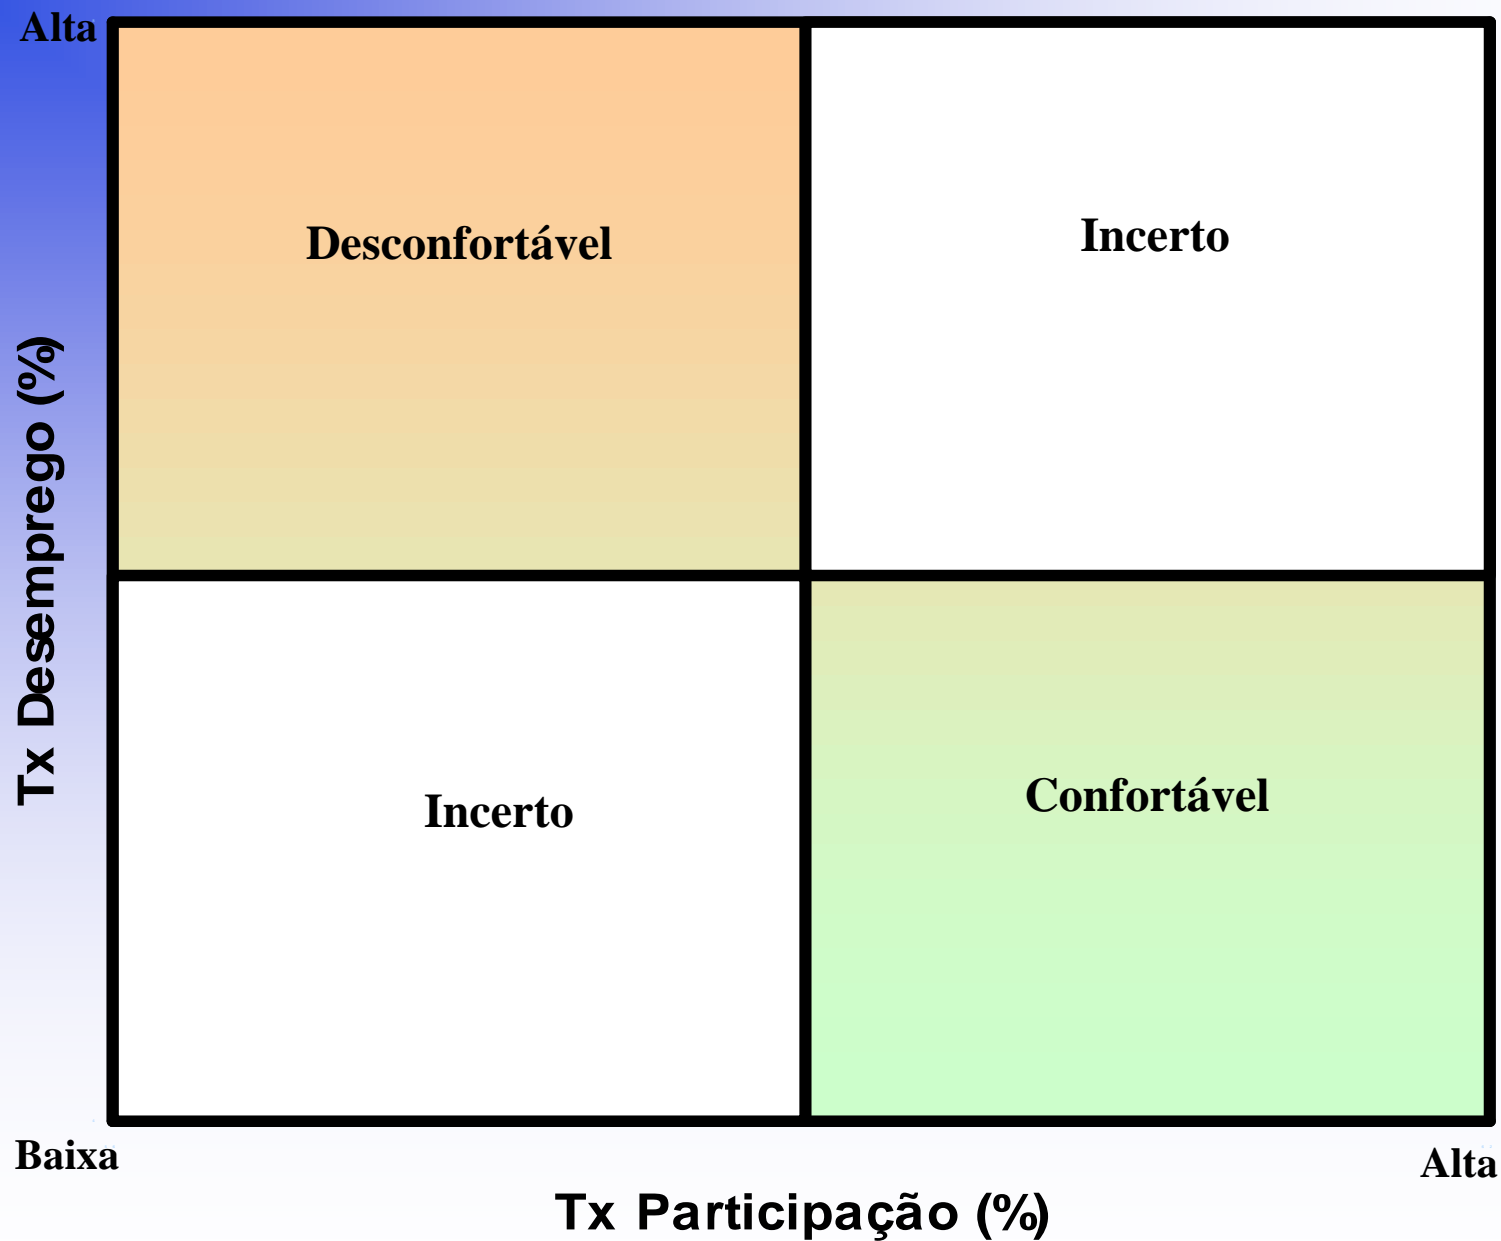 Alta
Desconfortável
Incerto
Tx Desemprego (%)
Incerto
Confortável
Baixa
Alta
Tx Participação (%)